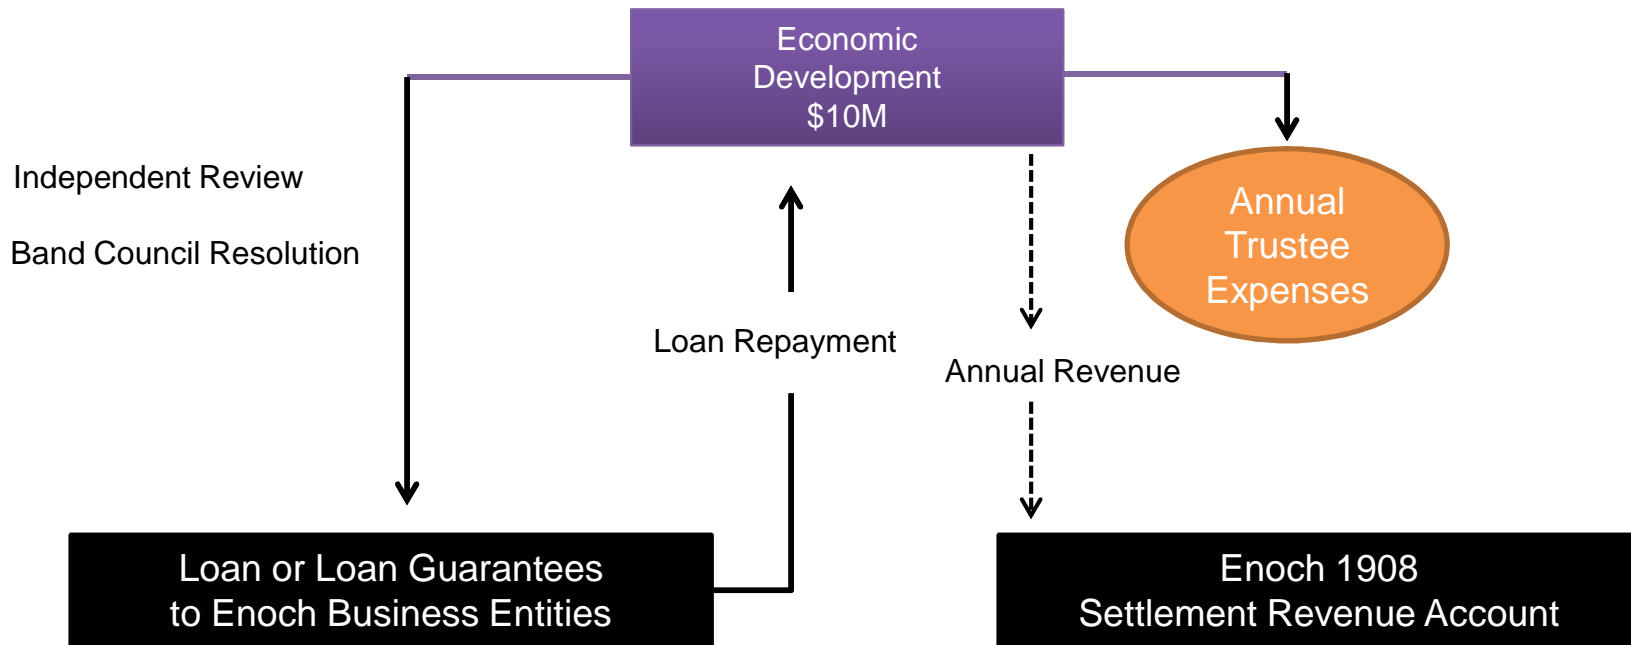 Economic
Development
$10M
Independent Review
Band Council Resolution
Annual
Trustee
Expenses
Loan Repayment
Annual Revenue
Loan or Loan Guarantees
to Enoch Business Entities
Enoch 1908
Settlement Revenue Account